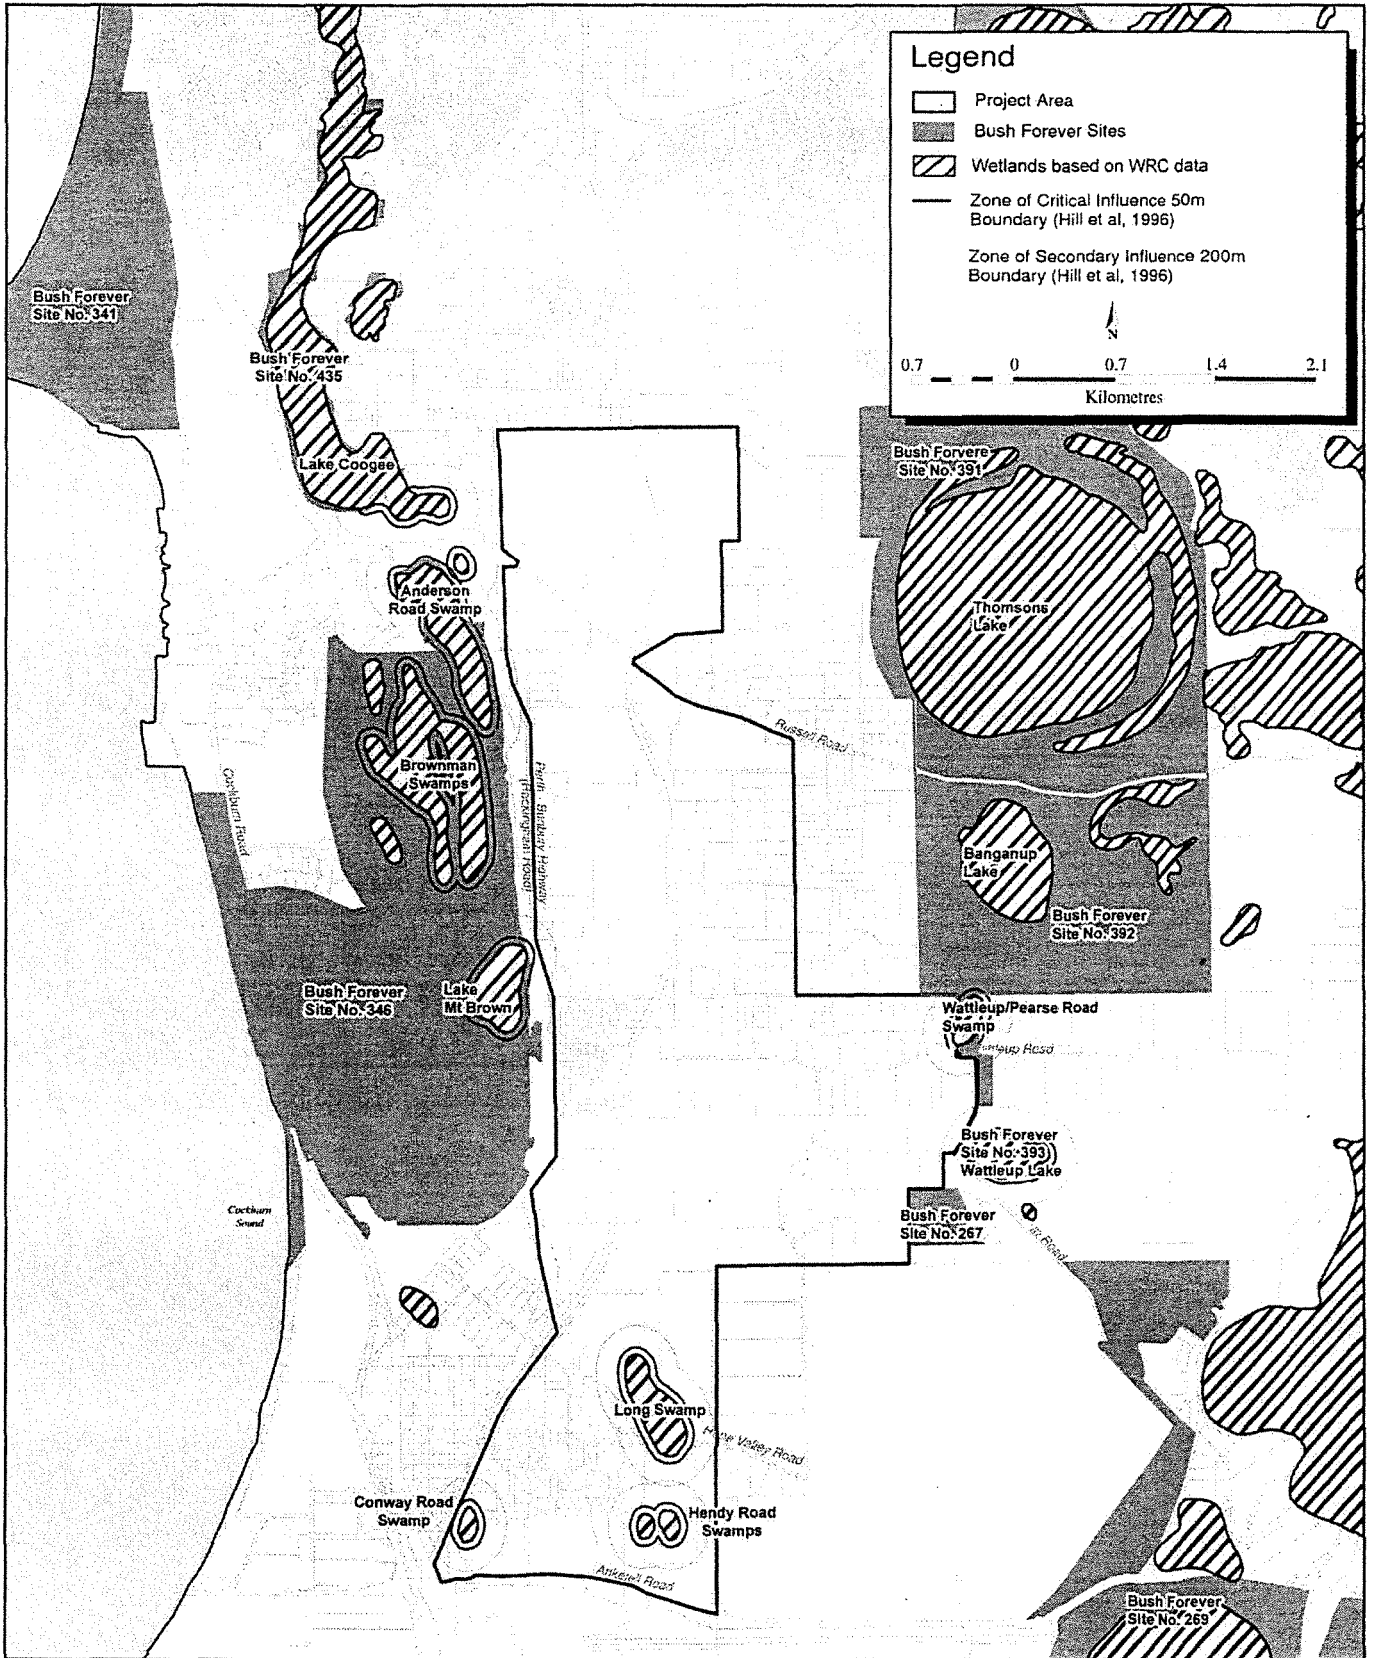 Legend
Project Area
Bush Forever Sites
Wetlands based on WRC data
Zone of Critical Influence 50m
Boundary (Hill et al, 1996)
Zone of Secondary Influence 200m
Boundary (Hill et al, 1996)
N
0.7 0 0.7 1.4 2.1
Kilometres
Bush Forever
Site No. 341
Bush Forever
Site No. 435
Lake Coogee
Bush Forvere
Site No. 391
Anderson
Road Swamp
Thomsons
Lake
Russell Road
Brownman
Swamps
Cockburn Road
Perth Bunbury Highway
(Rockingham Road)
Banganup
Lake
Bush Forever
Site No. 392
Bush Forever
Site No. 346
Lake
Mt Brown
Wattleup/Pearse Road
Swamp
Road
Bush Forever
Site No. 393
Wattleup Lake
Cockburn
Sound
Bush Forever
Site No. 267
Road
Long Swamp
Hope Valley Road
Conway Road
Swamp
Hendy Road
Swamps
Anketell Road
Bush Forever
Site No. 269